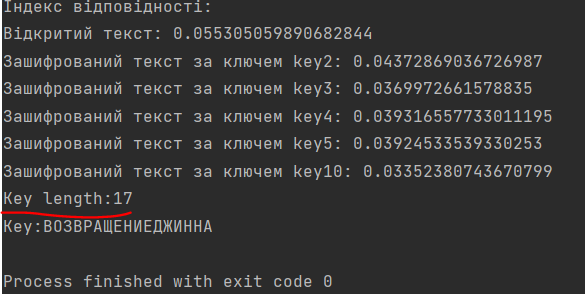 Індекс відповідності:
Відкритий текст: 0.055305059890682844
Зашифрований текст за ключем key2: 0.04372869036726987
Зашифрований текст за ключем key3: 0.0369972661578835
Зашифрований текст за ключем key4: 0.039316557733011195
Зашифрований текст за ключем key5: 0.03924533539330253
Зашифрований текст за ключем key10: 0.03352380743670799
Key length:17
Key:ВОЗВРАЩЕНИЕДЖИННА
Process finished with exit code 0